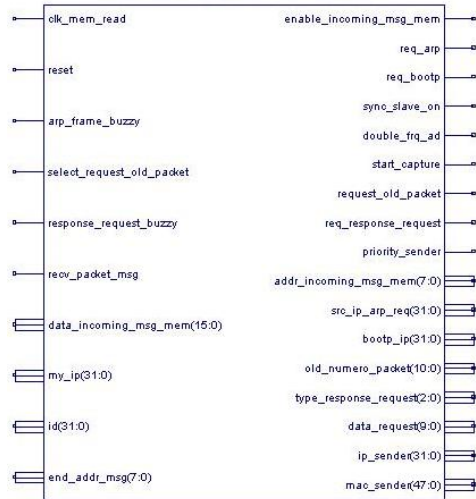 clk_mem_read
reset
arp_frame_buzzy
select_request_old_packet
response_request_buzzy
recv_packet_msg
data_incoming_msg_mem(15:0)
my_ip(31:0)
id(31:0)
end_addr_msg(7:0)
enable_incoming_msg_mem
req_arp
req_bootp
sync_slave_on
double_frq_ad
start_capture
request_old_packet
req_response_request
priority_sender
addr_incoming_msg_mem(7:0)
src_ip_arp_req(31:0)
bootp_ip(31:0)
old_numero_packet(10:0)
type_response_request(2:0)
data_request(9:0)
ip_sender(31:0)
mac_sender(47:0)